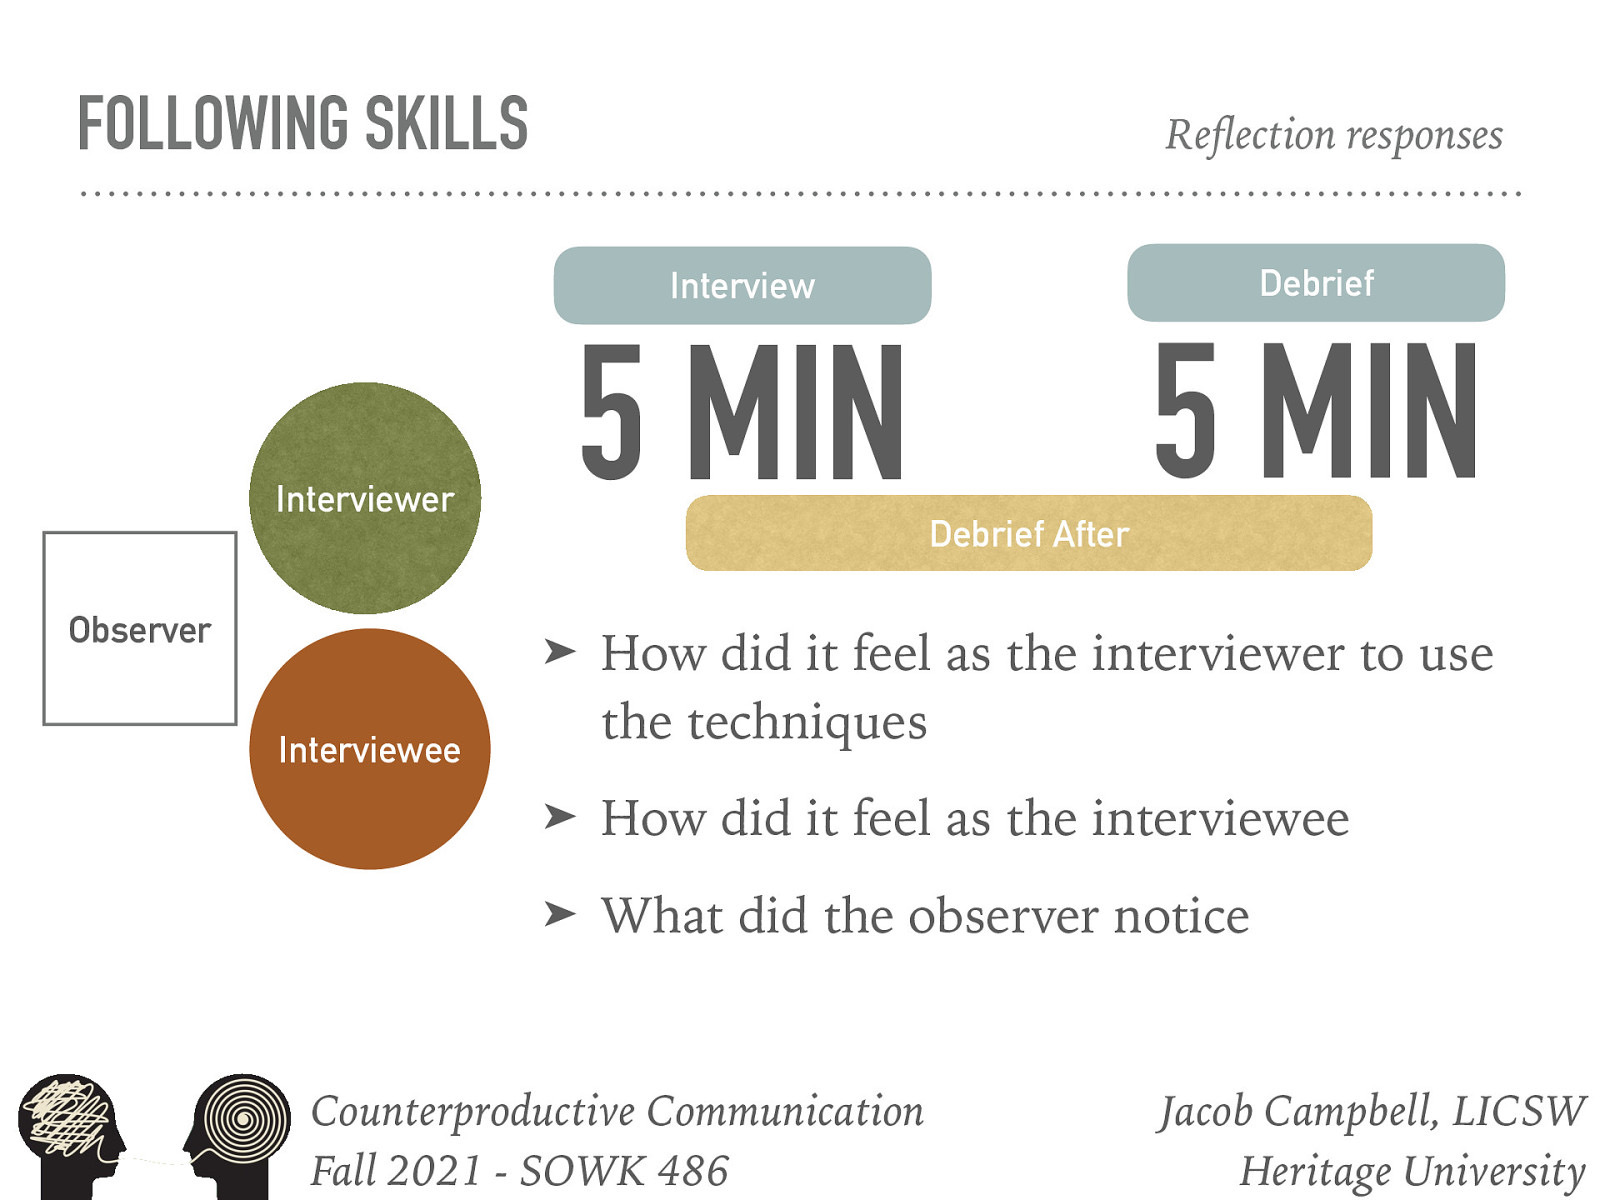 FOLLOWING SKILLS
Reflection responses
Interview
Debrief
5 MIN
5 MIN
Debrief After
Interviewer
Observer
Interviewee
➤ How did it feel as the interviewer to use
the techniques
➤ How did it feel as the interviewee
➤ What did the observer notice
Counterproductive Communication
Fall 2021 - SOWK 486
Jacob Campbell, LICSW
Heritage University